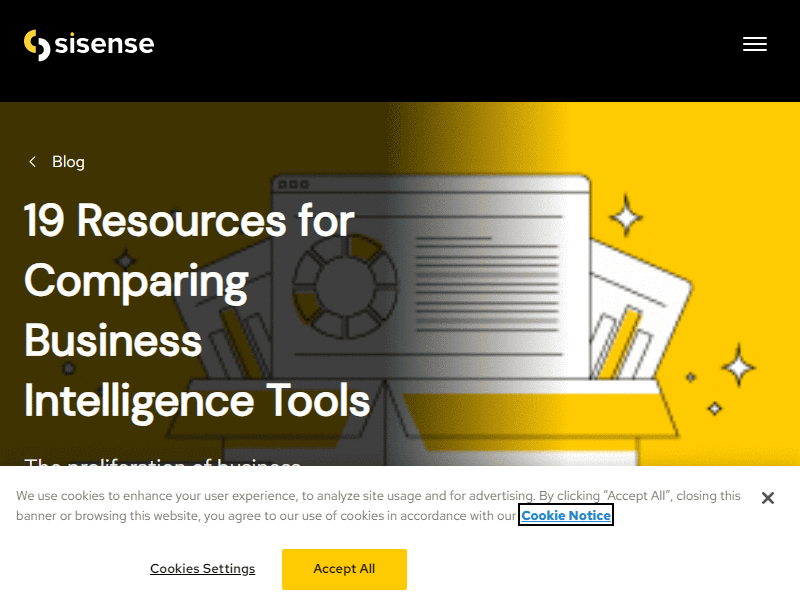 sisense
Blog
19 Resources for
Comparing
Business
Intelligence Tools
The proliferation of business
We use cookies to enhance your user experience, to analyze site usage and for advertising. By clicking “Accept All”, closing this
banner or browsing this website, you agree to our use of cookies in accordance with our Cookie Notice
Cookies Settings
Accept All